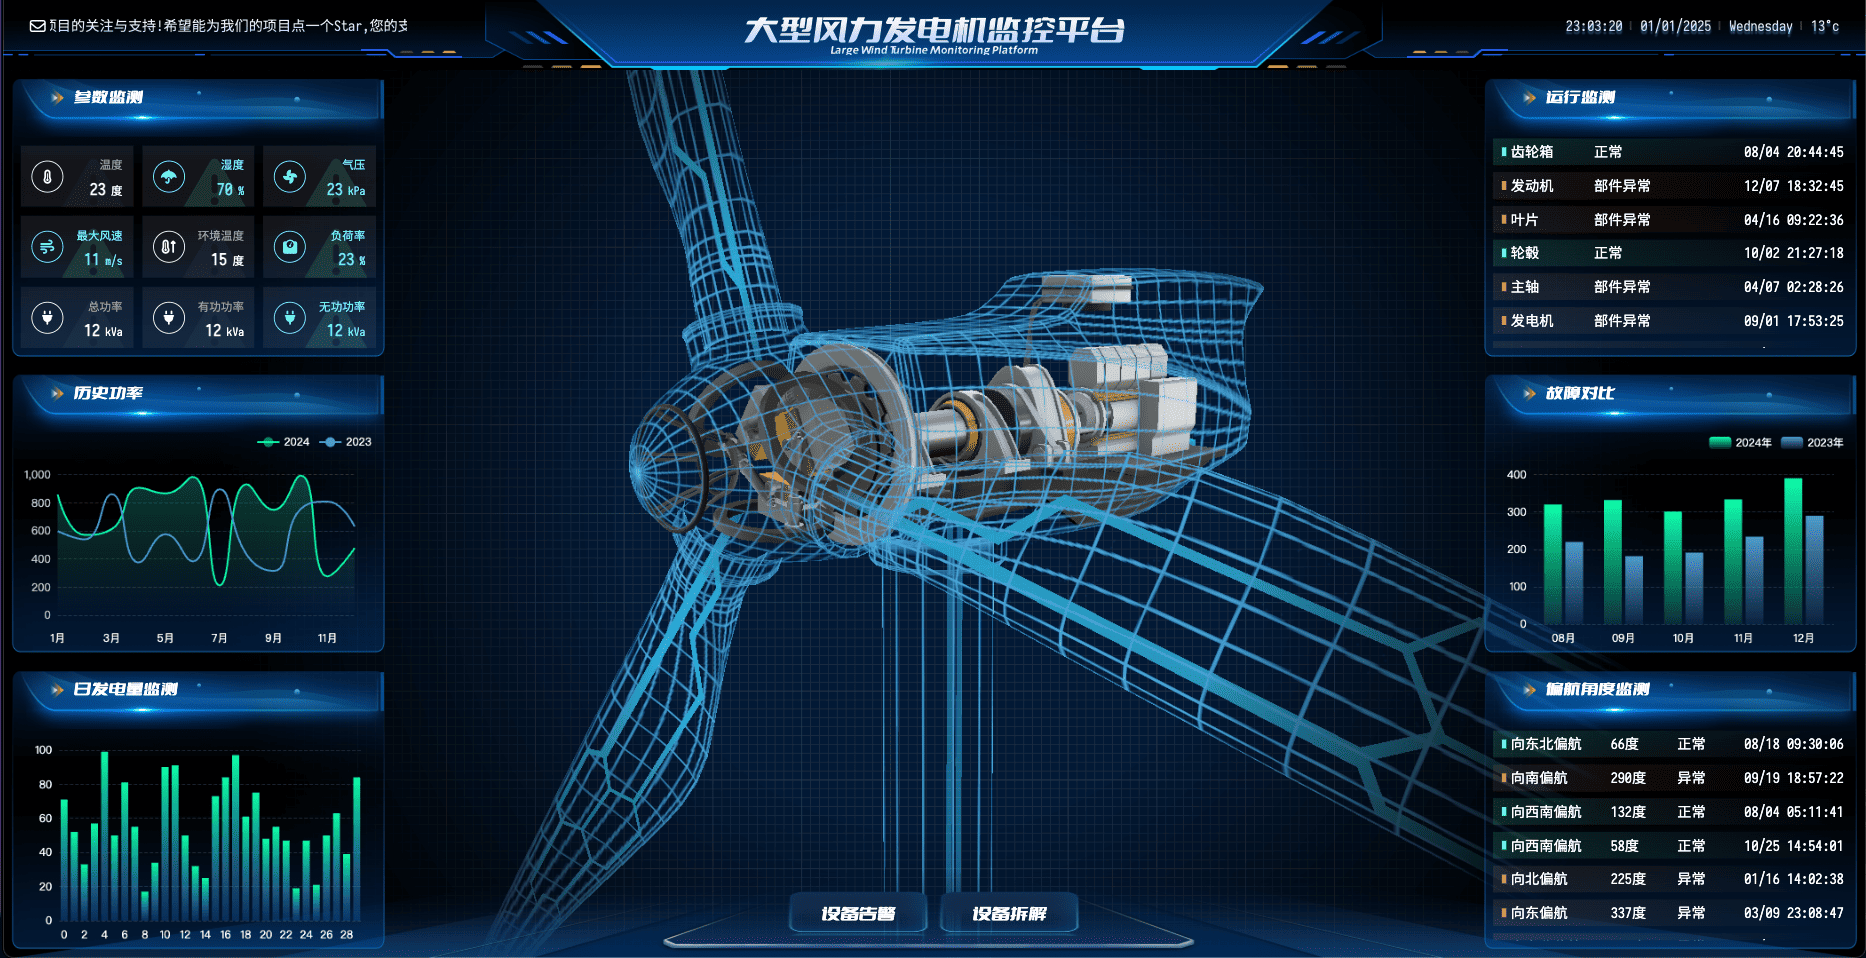 项目的关注与支持!希望能为我们的项目点一个Star,您的支
大型风力发电机监控平台
Large Wind Turbine Monitoring Platform
23:03:20 01/01/2025 Wednesday 13°c
参数监测
温度
23 度
湿度
70 %
气压
23 kPa
最大风速
11 m/s
环境温度
15 度
负荷率
23 %
总功率
12 kVa
有功功率
12 kVa
无功功率
12 kVa
历史功率
2024 2023
1,000
800
600
400
200
0
1月 3月 5月 7月 9月 11月
日发电量监测
100
80
60
40
20
0
0 2 4 6 8 10 12 14 16 18 20 22 24 26 28
设备告警 设备拆解
运行监测
齿轮箱 正常 08/04 20:44:45
发动机 部件异常 12/07 18:32:45
叶片 部件异常 04/16 09:22:36
轮毂 正常 10/02 21:27:18
主轴 部件异常 04/07 02:28:26
发电机 部件异常 09/01 17:53:25
故障对比
2024年 2023年
400
300
200
100
0
08月 09月 10月 11月 12月
偏航角度监测
向东北偏航 66度 正常 08/18 09:30:06
向南偏航 290度 异常 09/19 18:57:22
向西南偏航 132度 正常 08/04 05:11:41
向西南偏航 58度 正常 10/25 14:54:01
向北偏航 225度 异常 01/16 14:02:38
向东偏航 337度 异常 03/09 23:08:47